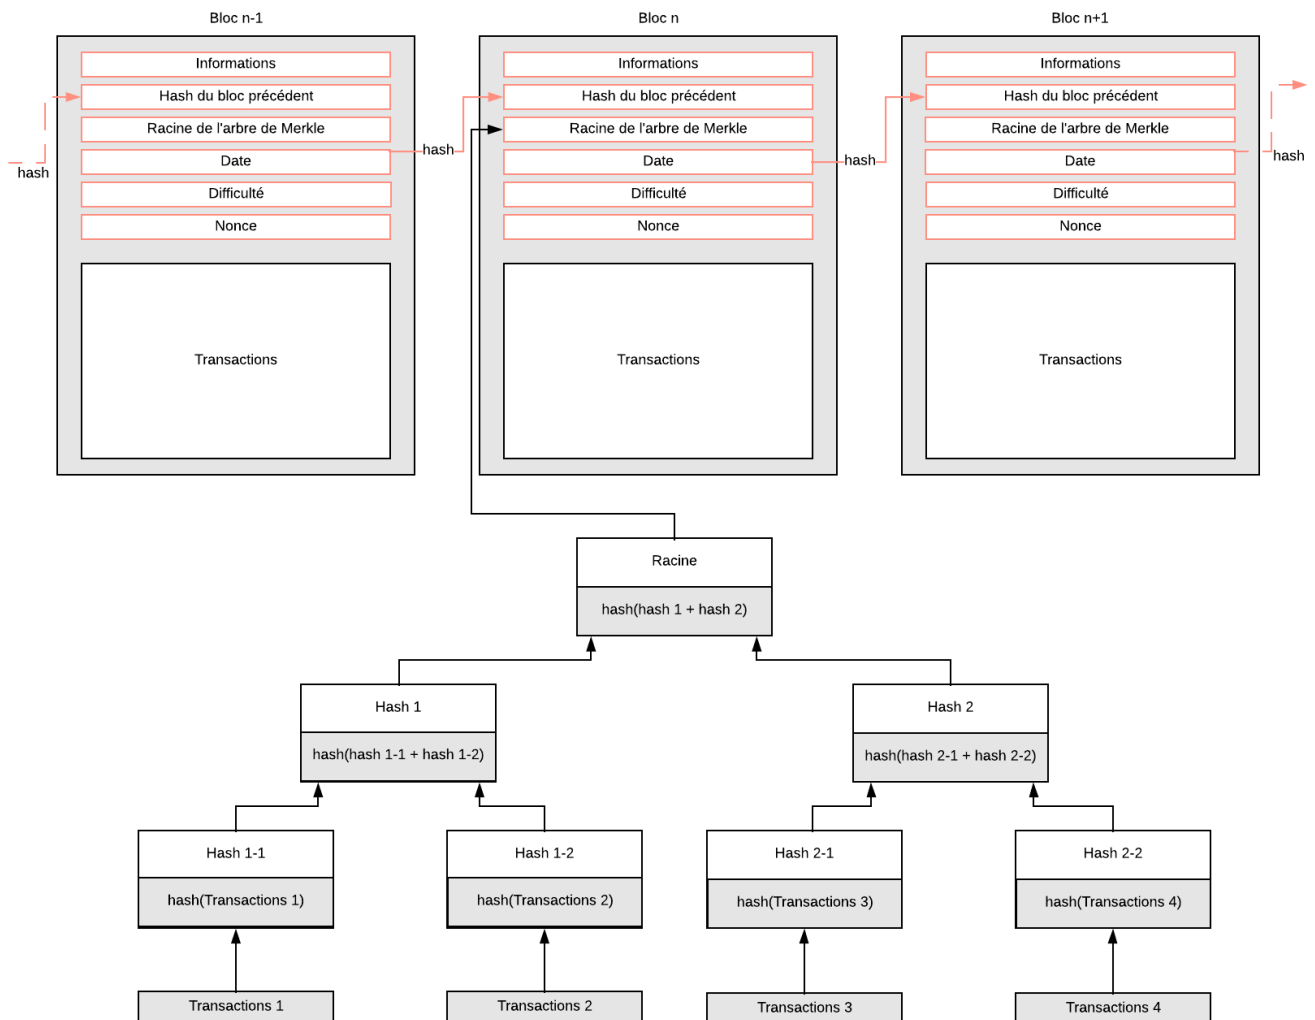 Bloc n-1
Bloc n
Bloc n+1
Informations
Hash du bloc précédent
Racine de l'arbre de Merkle
Date
Difficulté
Nonce
Transactions
Informations
Hash du bloc précédent
Racine de l'arbre de Merkle
Date
Difficulté
Nonce
Transactions
Informations
Hash du bloc précédent
Racine de l'arbre de Merkle
Date
Difficulté
Nonce
Transactions
hash
hash
hash
hash
Racine
hash(hash 1 + hash 2)
Hash 1
hash(hash 1-1 + hash 1-2)
Hash 2
hash(hash 2-1 + hash 2-2)
Hash 1-1
hash(Transactions 1)
Hash 1-2
hash(Transactions 2)
Hash 2-1
hash(Transactions 3)
Hash 2-2
hash(Transactions 4)
Transactions 1
Transactions 2
Transactions 3
Transactions 4